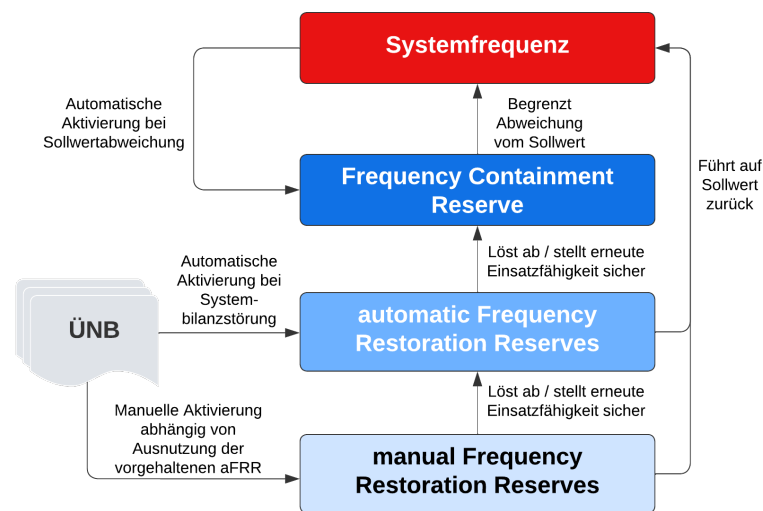 Systemfrequenz
Automatische
Aktivierung bei
Sollwertabweichung
Begrenzt
Abweichung
vom Sollwert
Führt auf
Sollwert
zurück
Frequency Containment
Reserve
Automatische
Aktivierung bei
System-
bilanzstörung
Löst ab / stellt erneute
Einsatzfähigkeit sicher
ÜNB
automatic Frequency
Restoration Reserves
Manuelle Aktivierung
abhängig von
Ausnutzung der
vorgehaltenen aFRR
Löst ab / stellt erneute
Einsatzfähigkeit sicher
manual Frequency
Restoration Reserves